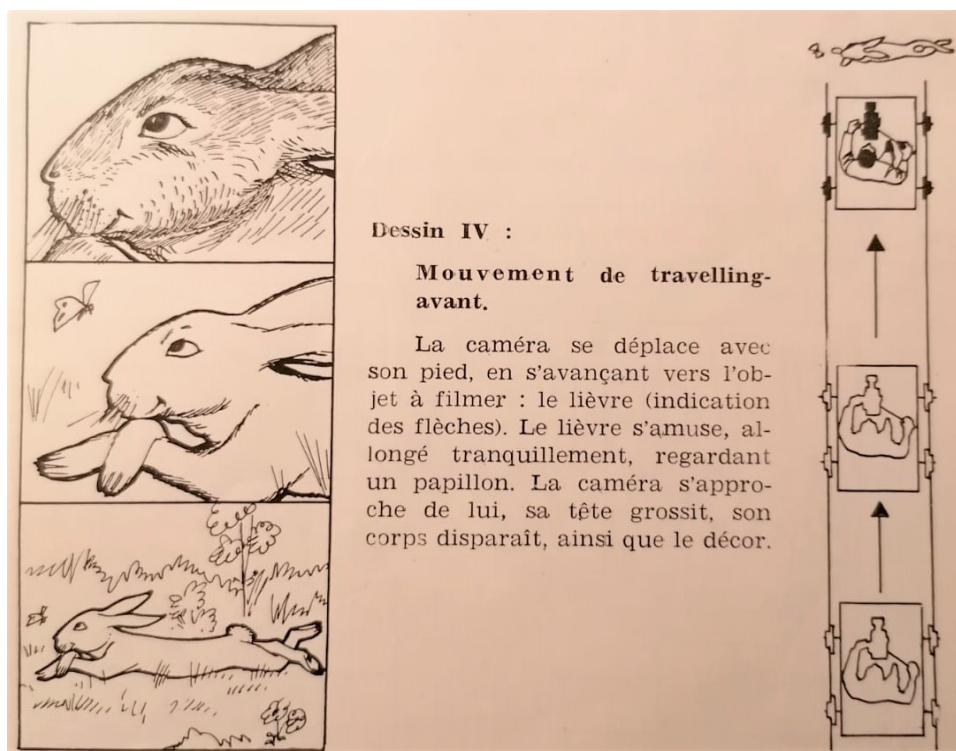 Dessin IV :
Mouvement de travelling-
avant.
La caméra se déplace avec
son pied, en s'avançant vers l'ob-
jet à filmer : le lièvre (indication
des flèches). Le lièvre s'amuse, al-
longé tranquillement, regardant
un papillon. La caméra s'appro-
che de lui, sa tête grossit, son
corps disparaît, ainsi que le décor.